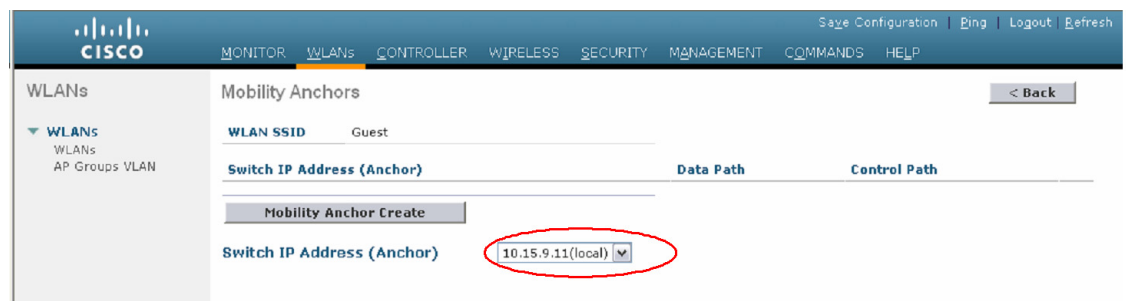 Save Configuration | Ping | Logout | Refresh
CISCO
MONITOR WLANs CONTROLLER WIRELESS SECURITY MANAGEMENT COMMANDS HELP
WLANs
Mobility Anchors
< Back
WLANs
WLANs
AP Groups VLAN
WLAN SSID Guest
Switch IP Address (Anchor) Data Path Control Path
Mobility Anchor Create
Switch IP Address (Anchor) 10.15.9.11(local)